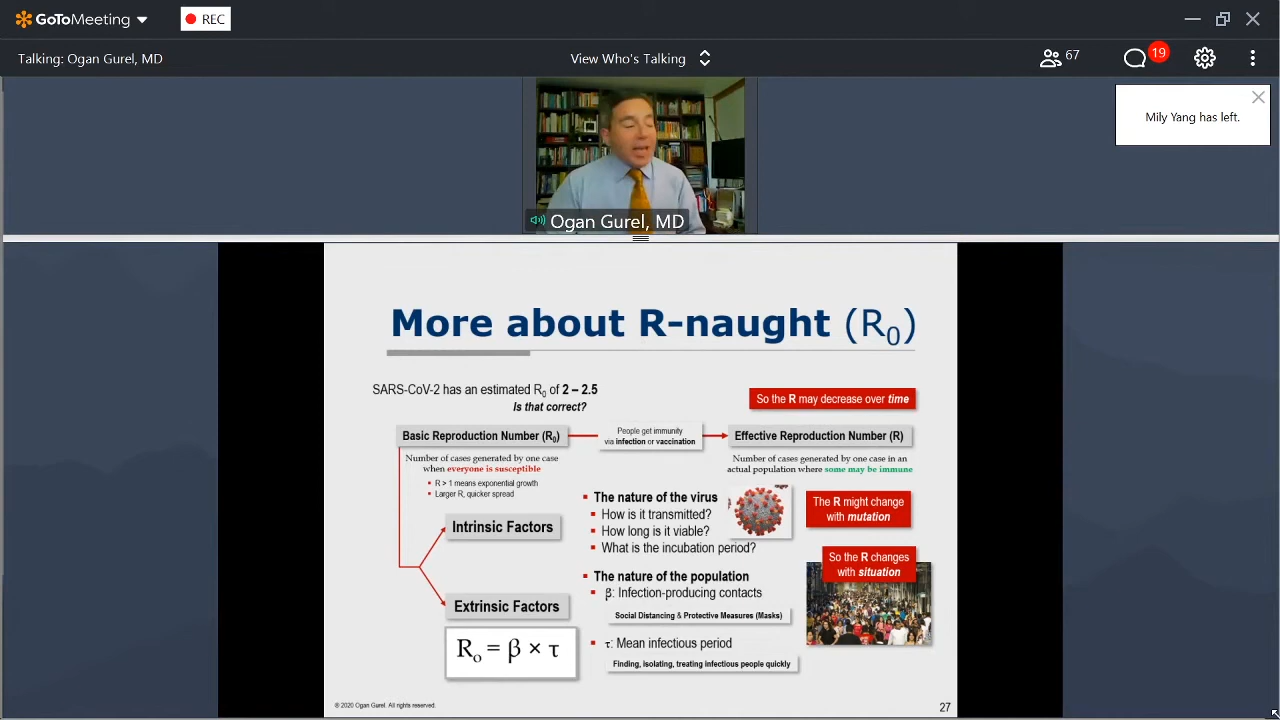 GoToMeeting
REC
Talking: Ogan Gurel, MD
View Who's Talking
67
19
Mily Yang has left.
Ogan Gurel, MD
More about R-naught (R0)
SARS-CoV-2 has an estimated R0 of 2 – 2.5
Is that correct?
So the R may decrease over time
Basic Reproduction Number (R0)
People get immunity
via infection or vaccination
Effective Reproduction Number (R)
Number of cases generated by one case
when everyone is susceptible
R > 1 means exponential growth
Larger R, quicker spread
Number of cases generated by one case in an
actual population where some may be immune
Intrinsic Factors
The nature of the virus
How is it transmitted?
How long is it viable?
What is the incubation period?
The R might change
with mutation
So the R changes
with situation
Extrinsic Factors
The nature of the population
β: Infection-producing contacts
Social Distancing & Protective Measures (Masks)
Ro = β × τ
τ: Mean infectious period
Finding, isolating, treating infectious people quickly
® 2020 Ogan Gurel. All rights reserved.
27